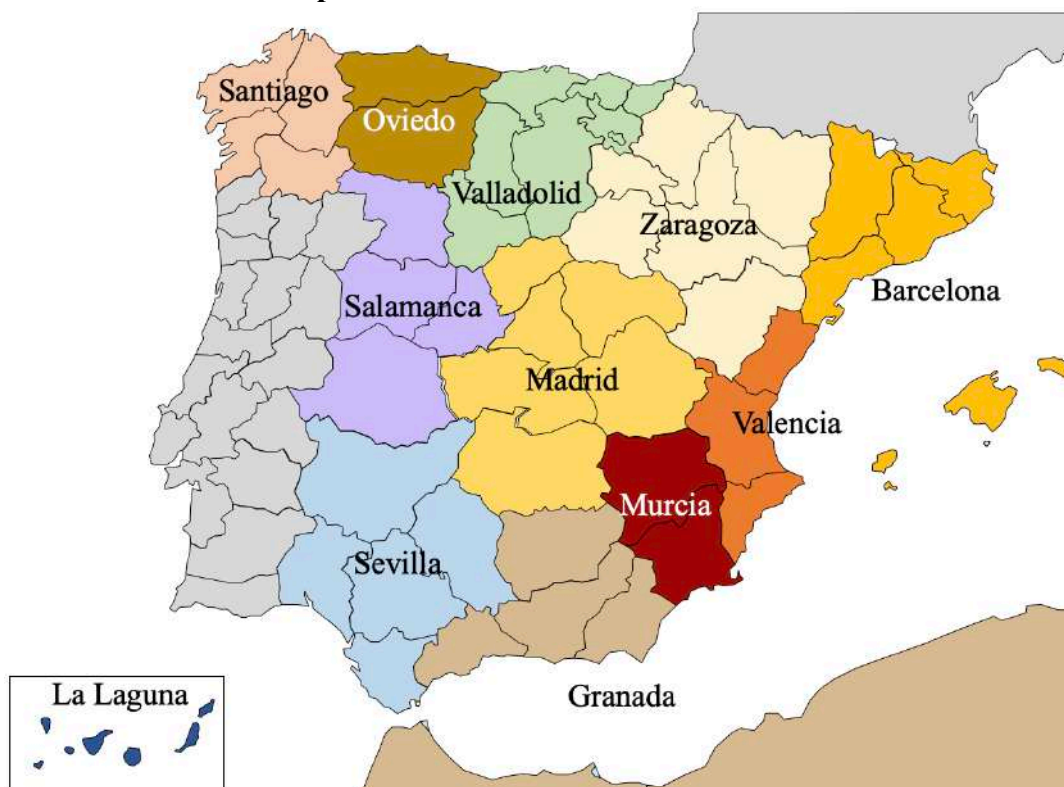 Santiago
Oviedo
Valladolid
Zaragoza
Barcelona
Salamanca
Madrid
Valencia
Murcia
Sevilla
La Laguna
Granada